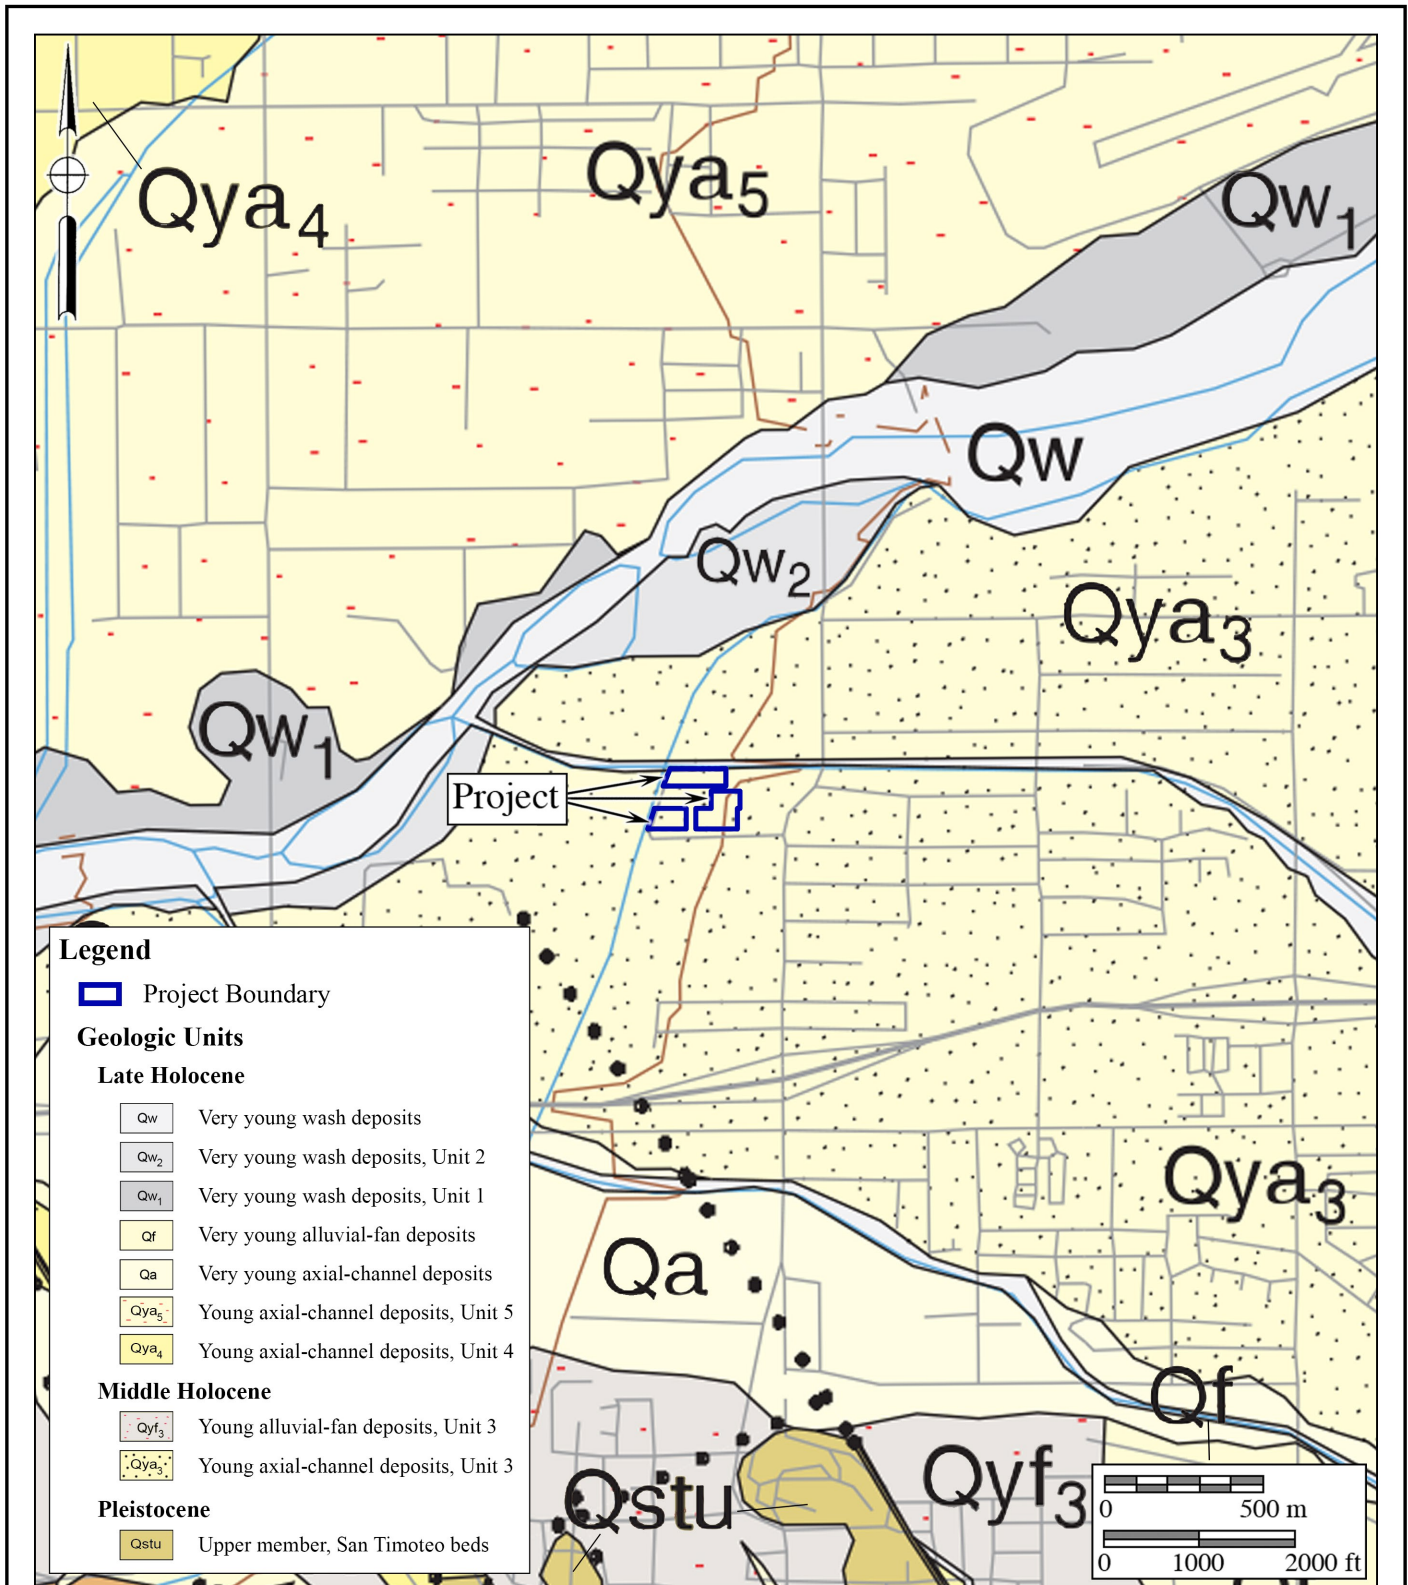 Qya4
Qya5
Qw1
Qw
Qw2
Qya3
Qw1
Project
Qya3
Qa
Qf
Qstu
Qyf3
Legend
Project Boundary
Geologic Units
Late Holocene
Qw Very young wash deposits
Qw2 Very young wash deposits, Unit 2
Qw1 Very young wash deposits, Unit 1
Qf Very young alluvial-fan deposits
Qa Very young axial-channel deposits
Qya5 Young axial-channel deposits, Unit 5
Qya4 Young axial-channel deposits, Unit 4
Middle Holocene
Qyf3 Young alluvial-fan deposits, Unit 3
Qya3 Young axial-channel deposits, Unit 3
Pleistocene
Qstu Upper member, San Timoteo beds
0 500 m
0 1000 2000 ft